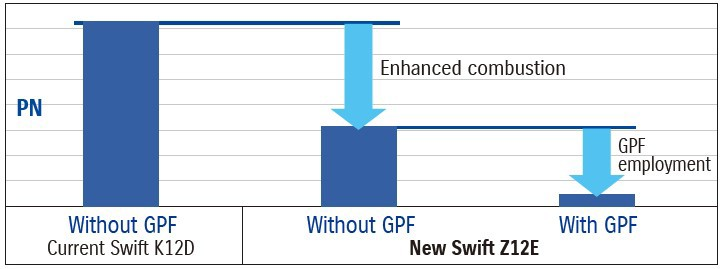 Enhanced combustion
PN
GPF
employment
Without GPF
Current Swift K12D
Without GPF
With GPF
New Swift Z12E